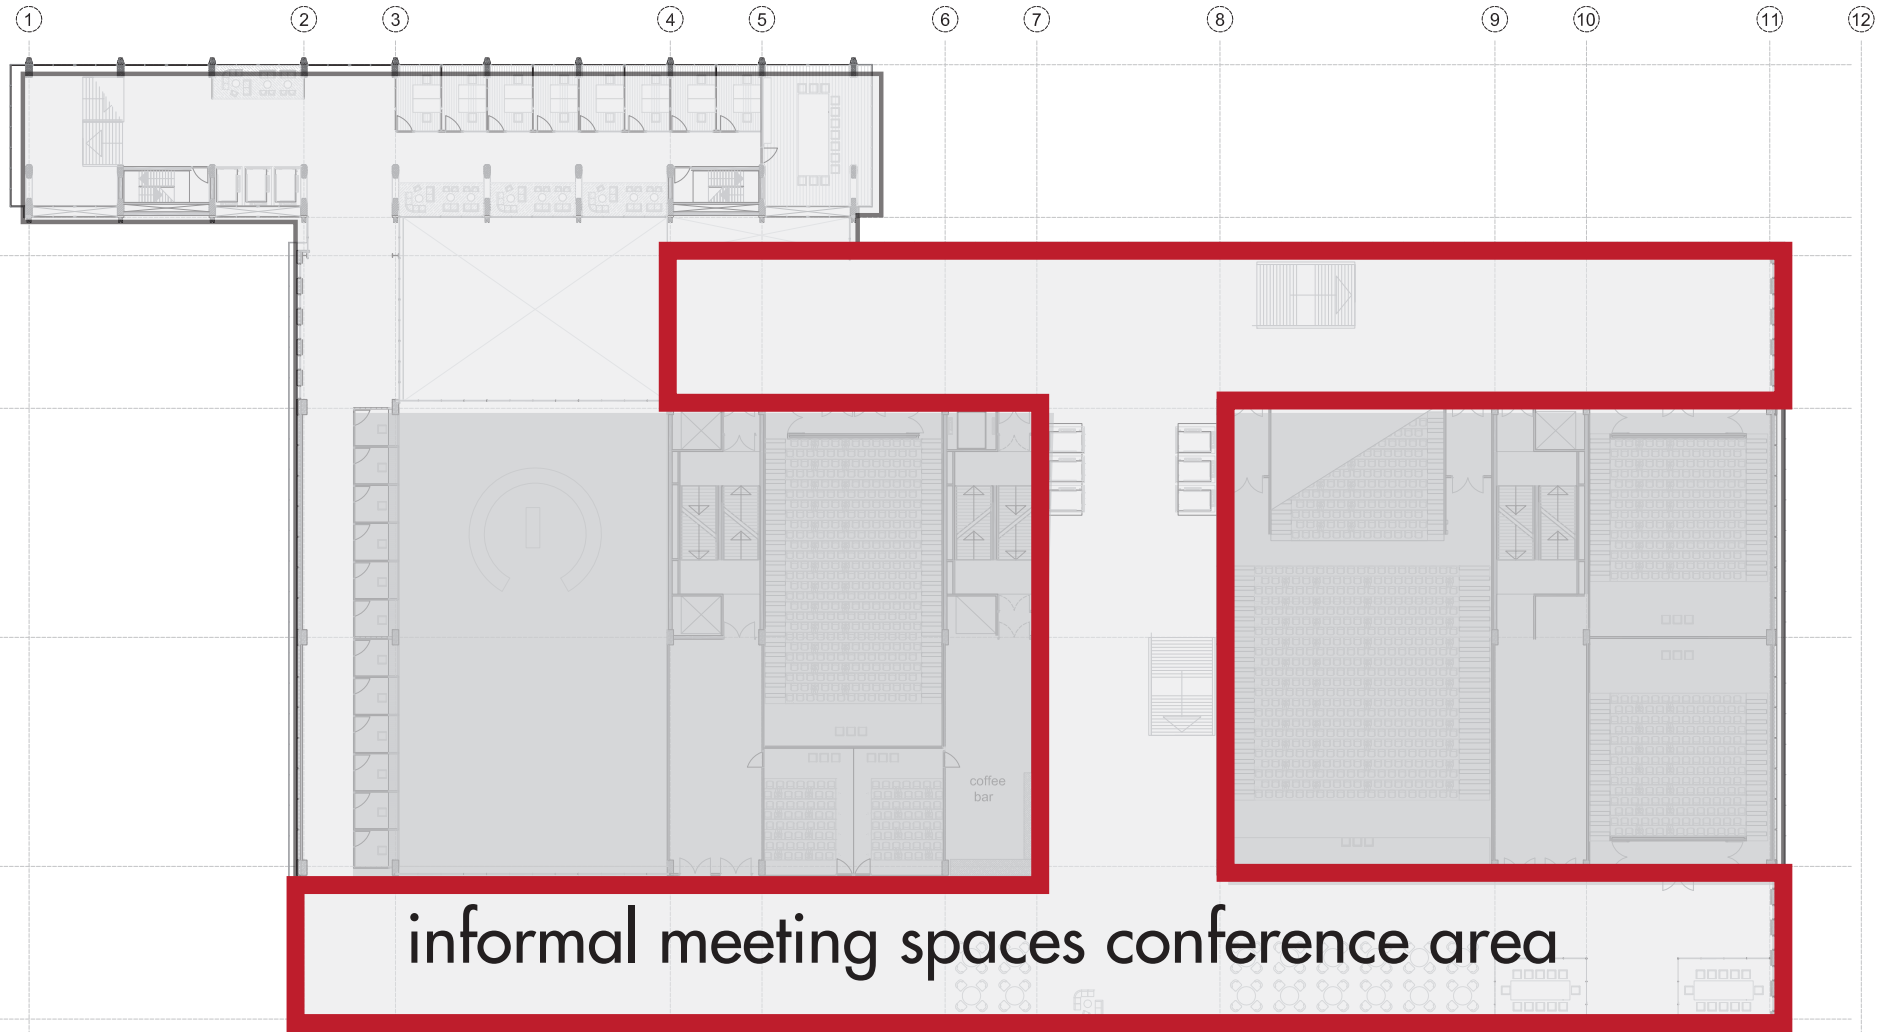 1 2 3 4 5 6 7 8 9 10 11 12
coffee
bar
informal meeting spaces conference area